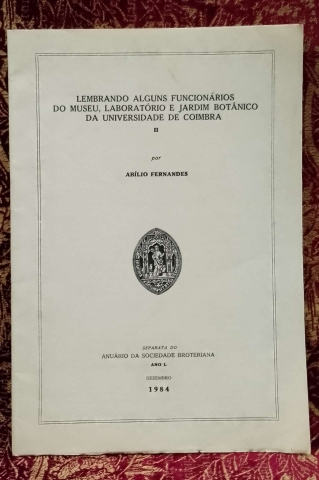 LEMBRANDO ALGUNS FUNCIONÁRIOS
DO MUSEU, LABORATÓRIO E JARDIM BOTÂNICO
DA UNIVERSIDADE DE COIMBRA
II
por
ABÍLIO FERNANDES
SEPARATA DO
ANUÁRIO DA SOCIEDADE BROTERIANA
ANO L
DEZEMBRO
1984